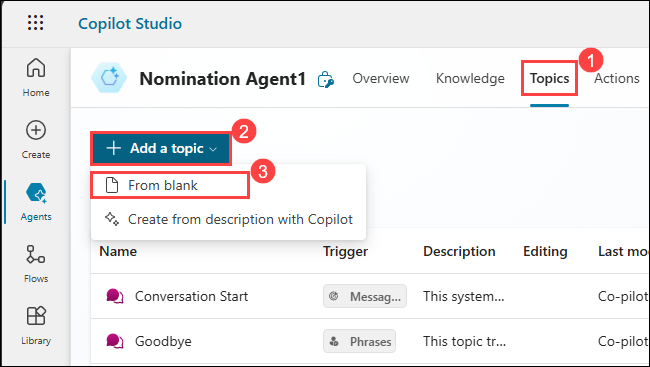 Copilot Studio
Home
Create
Agents
Flows
Library
Nomination Agent1 Overview Knowledge Topics Actions
1
Add a topic
2
From blank
3
Create from description with Copilot
Name Trigger Description Editing Last mo
Conversation Start Messag... This system... Co-pilot
Goodbye Phrases This topic tr... Co-pilot